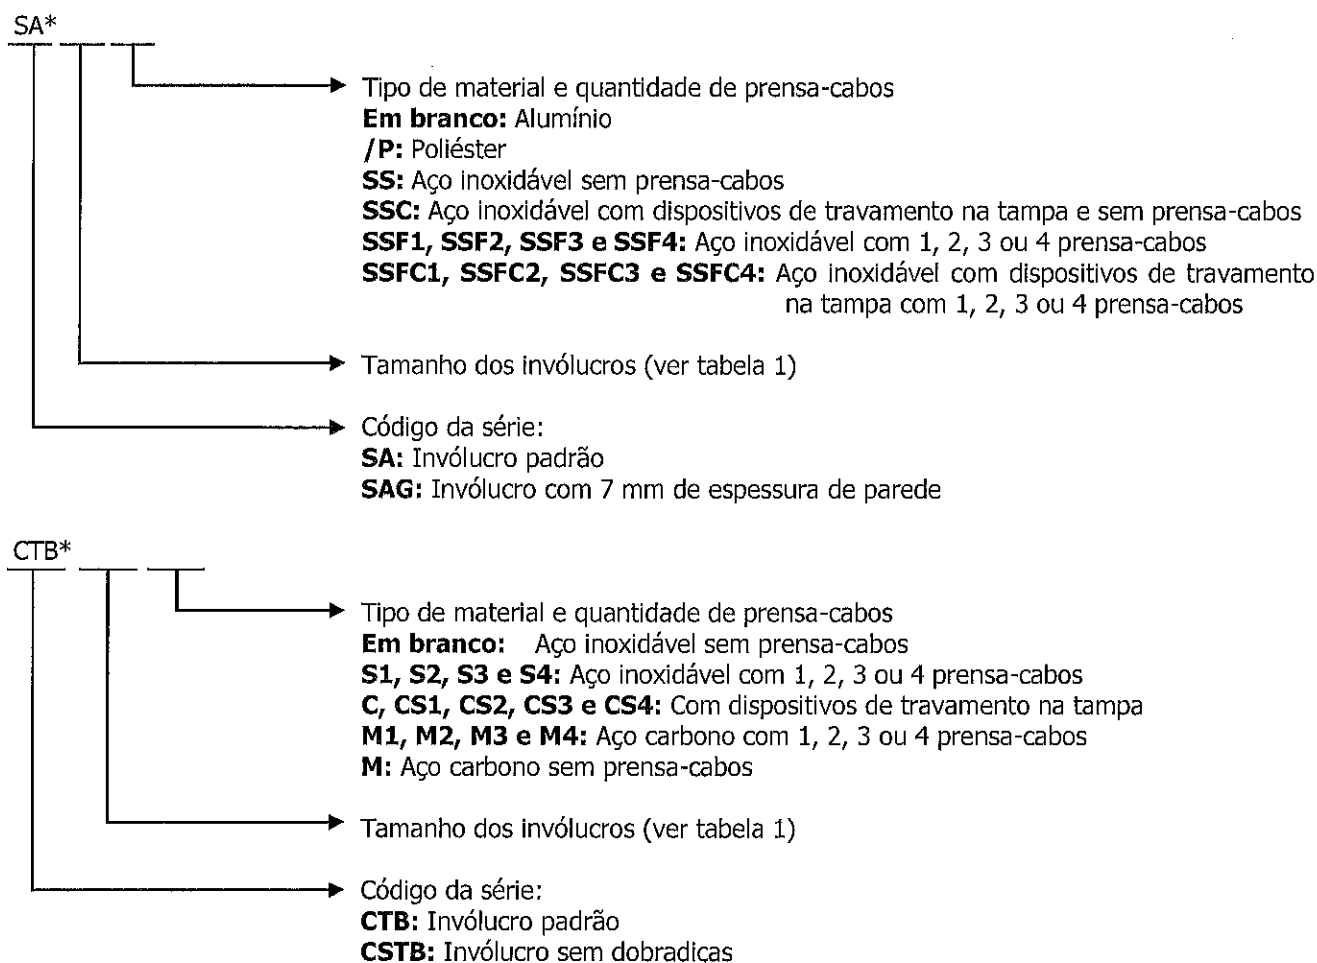 SA*
Tipo de material e quantidade de prensa-cabos
Em branco: Alumínio
/P: Poliéster
SS: Aço inoxidável sem prensa-cabos
SSC: Aço inoxidável com dispositivos de travamento na tampa e sem prensa-cabos
SSF1, SSF2, SSF3 e SSF4: Aço inoxidável com 1, 2, 3 ou 4 prensa-cabos
SSFC1, SSFC2, SSFC3 e SSFC4: Aço inoxidável com dispositivos de travamento
na tampa com 1, 2, 3 ou 4 prensa-cabos
Tamanho dos invólucros (ver tabela 1)
Código da série:
SA: Invólucro padrão
SAG: Invólucro com 7 mm de espessura de parede
CTB*
Tipo de material e quantidade de prensa-cabos
Em branco: Aço inoxidável sem prensa-cabos
S1, S2, S3 e S4: Aço inoxidável com 1, 2, 3 ou 4 prensa-cabos
C, CS1, CS2, CS3 e CS4: Com dispositivos de travamento na tampa
M1, M2, M3 e M4: Aço carbono com 1, 2, 3 ou 4 prensa-cabos
M: Aço carbono sem prensa-cabos
Tamanho dos invólucros (ver tabela 1)
Código da série:
CTB: Invólucro padrão
CSTB: Invólucro sem dobradiças